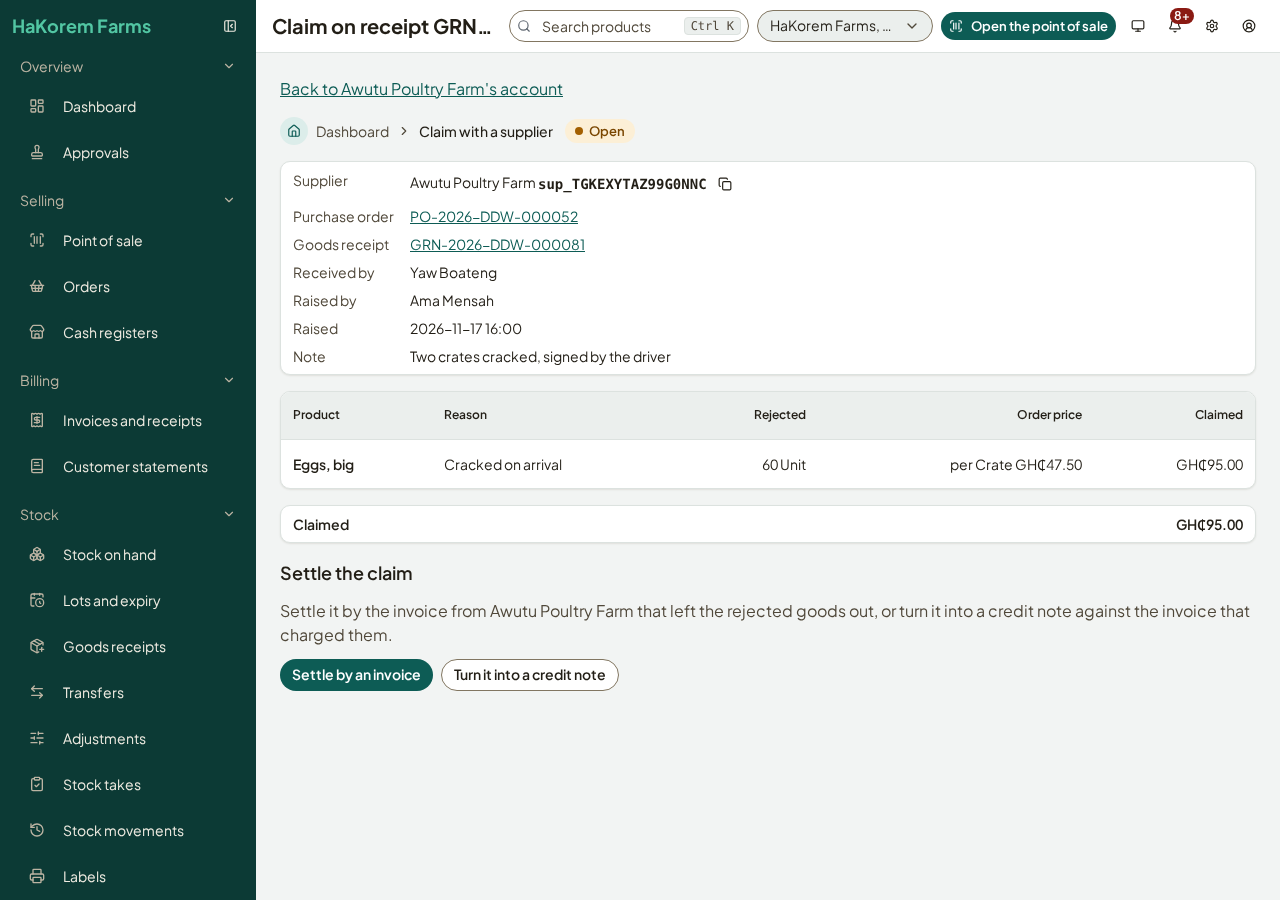 HaKorem Farms
Overview
Dashboard
Approvals
Selling
Point of sale
Orders
Cash registers
Billing
Invoices and receipts
Customer statements
Stock
Stock on hand
Lots and expiry
Goods receipts
Transfers
Adjustments
Stock takes
Stock movements
Labels
Claim on receipt GRN…
Search products
Ctrl K
HaKorem Farms, …
Open the point of sale
8+
Back to Awutu Poultry Farm's account
Dashboard
Claim with a supplier
Open
Supplier Awutu Poultry Farm sup_TGKEXYTAZ99G0NNC
Purchase order PO-2026-DDW-000052
Goods receipt GRN-2026-DDW-000081
Received by Yaw Boateng
Raised by Ama Mensah
Raised 2026-11-17 16:00
Note Two crates cracked, signed by the driver
Product Reason Rejected Order price Claimed
Eggs, big Cracked on arrival 60 Unit per Crate GH₵47.50 GH₵95.00
Claimed GH₵95.00
Settle the claim
Settle it by the invoice from Awutu Poultry Farm that left the rejected goods out, or turn it into a credit note against the invoice that
charged them.
Settle by an invoice
Turn it into a credit note